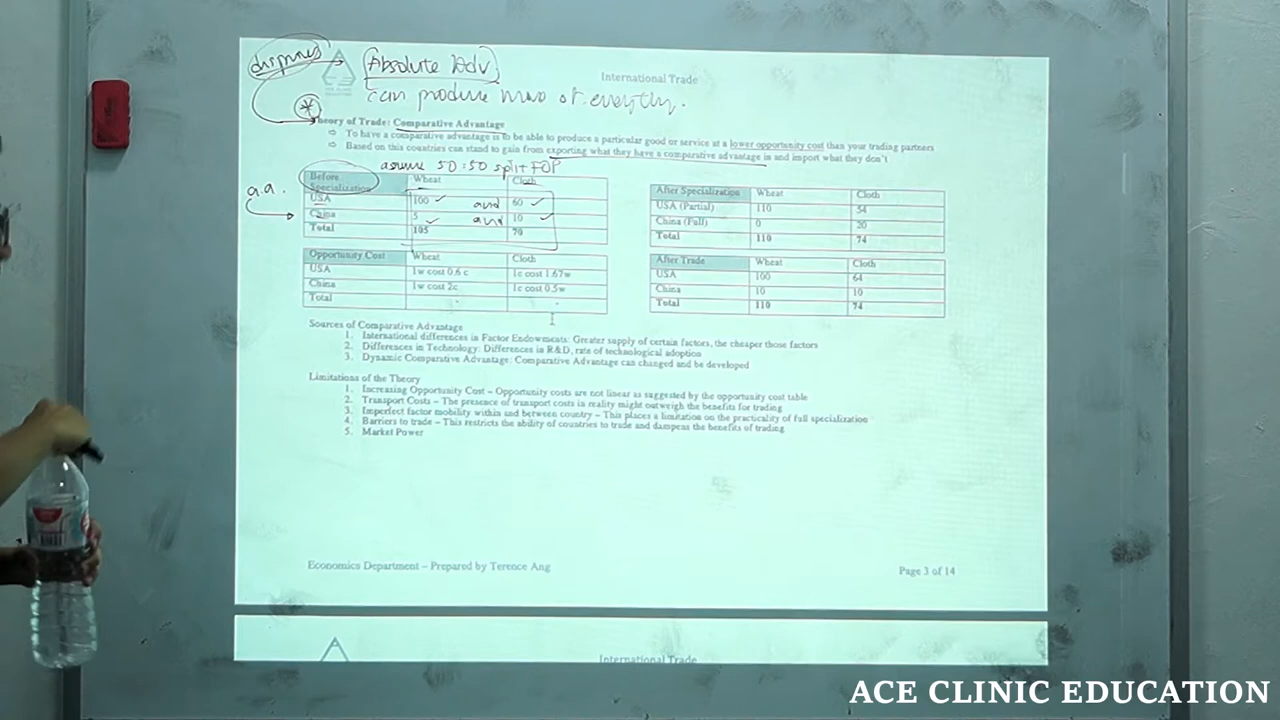 Absolute Adv
International Trade
can produce more of everything.
Theory of Trade: Comparative Advantage
⇨ To have a comparative advantage is to be able to produce a particular good or service at a lower opportunity cost than your trading partners
⇨ Based on this countries can stand to gain from exporting what they have a comparative advantage in and import what they don't
assume 50:50 split FOP
a.a.
Before Specialization Wheat Cloth
USA 100 and 60
China 5 and 10
Total 105 70
After Specialization Wheat Cloth
USA (Partial) 110 54
China (Full) 0 20
Total 110 74
Opportunity Cost Wheat Cloth
USA 1w cost 0.6 c 1c cost 1.67w
China 1w cost 2c 1c cost 0.5w
Total
After Trade Wheat Cloth
USA 100 64
China 10 10
Total 110 74
Sources of Comparative Advantage
1. International differences in Factor Endowments: Greater supply of certain factors, the cheaper those factors
2. Differences in Technology: Differences in R&D, rate of technological adoption
3. Dynamic Comparative Advantage: Comparative Advantage can changed and be developed
Limitations of the Theory
1. Increasing Opportunity Cost – Opportunity costs are not linear as suggested by the opportunity cost table
2. Transport Costs – The presence of transport costs in reality might outweigh the benefits for trading
3. Imperfect factor mobility within and between country – This places a limitation on the practicality of full specialization
4. Barriers to trade – This restricts the ability of countries to trade and dampens the benefits of trading
5. Market Power
Economics Department – Prepared by Terence Ang
Page 3 of 14
International Trade
ACE CLINIC EDUCATION